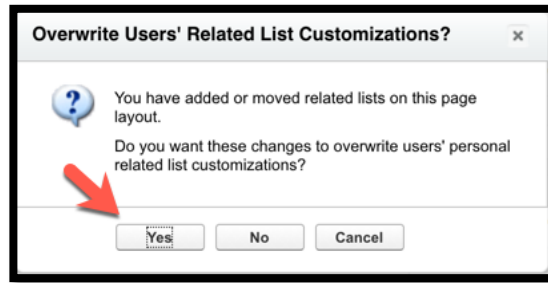 Overwrite Users' Related List Customizations?
You have added or moved related lists on this page
layout.
Do you want these changes to overwrite users' personal
related list customizations?
Yes No Cancel